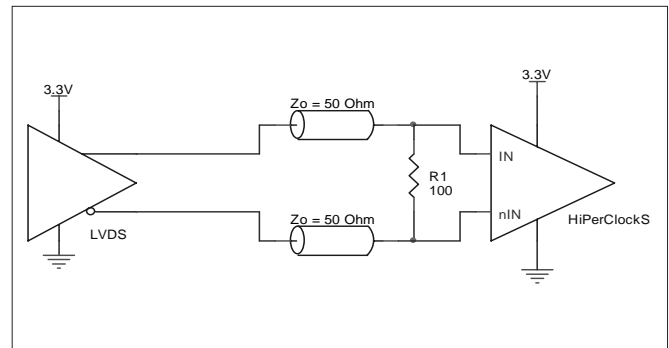 3.3V
3.3V
Zo = 50 Ohm
IN
R1
100
nIN
HiPerClockS
LVDS
Zo = 50 Ohm